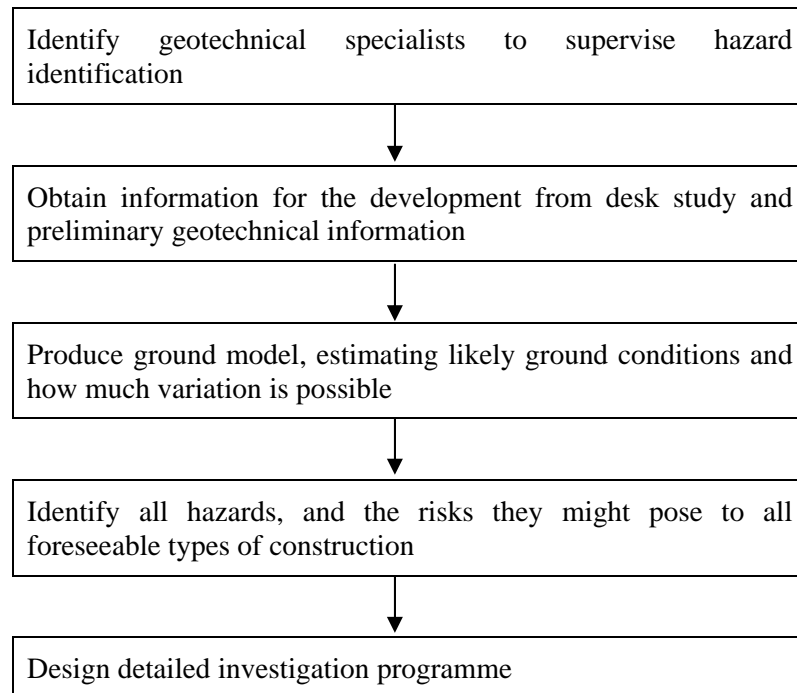 Identify geotechnical specialists to supervise hazard
identification
Obtain information for the development from desk study and
preliminary geotechnical information
Produce ground model, estimating likely ground conditions and
how much variation is possible
Identify all hazards, and the risks they might pose to all
foreseeable types of construction
Design detailed investigation programme